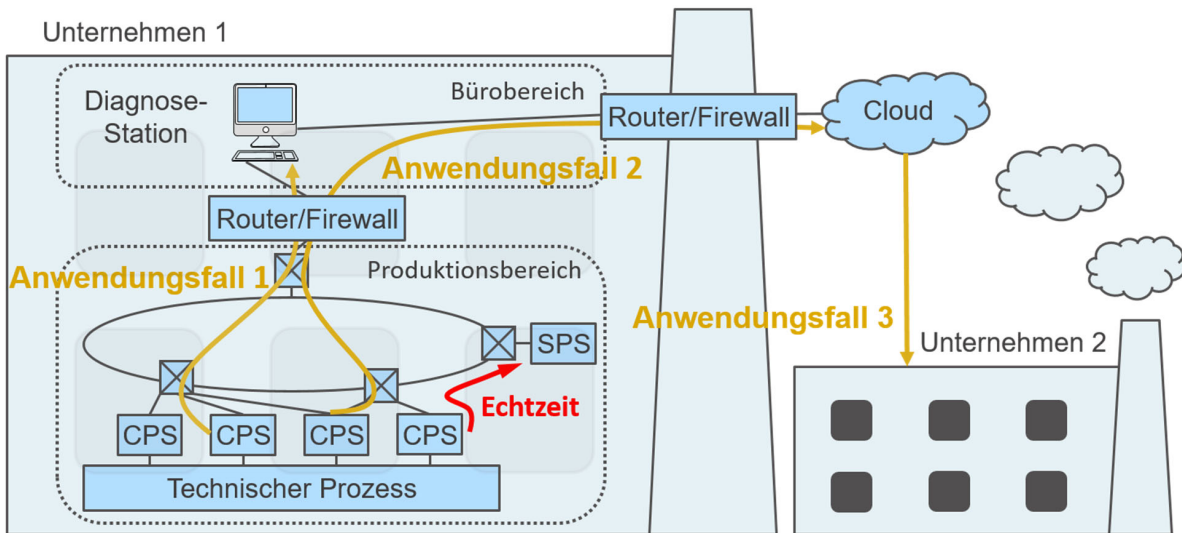 Unternehmen 1
Diagnose-
Station
Bürobereich
Router/Firewall
Cloud
Anwendungsfall 2
Router/Firewall
Anwendungsfall 1
Produktionsbereich
Anwendungsfall 3
SPS
Unternehmen 2
Echtzeit
CPS
CPS
CPS
CPS
Technischer Prozess